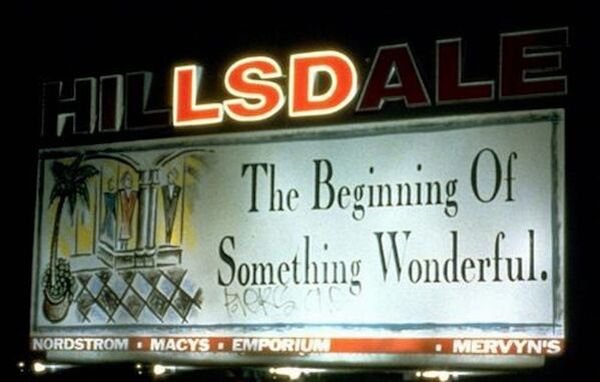 HILLSDALE
The Beginning Of
Something Wonderful.
NORDSTROM ▪ MACYS ▪ EMPORIUM ▪ MERVYN'S